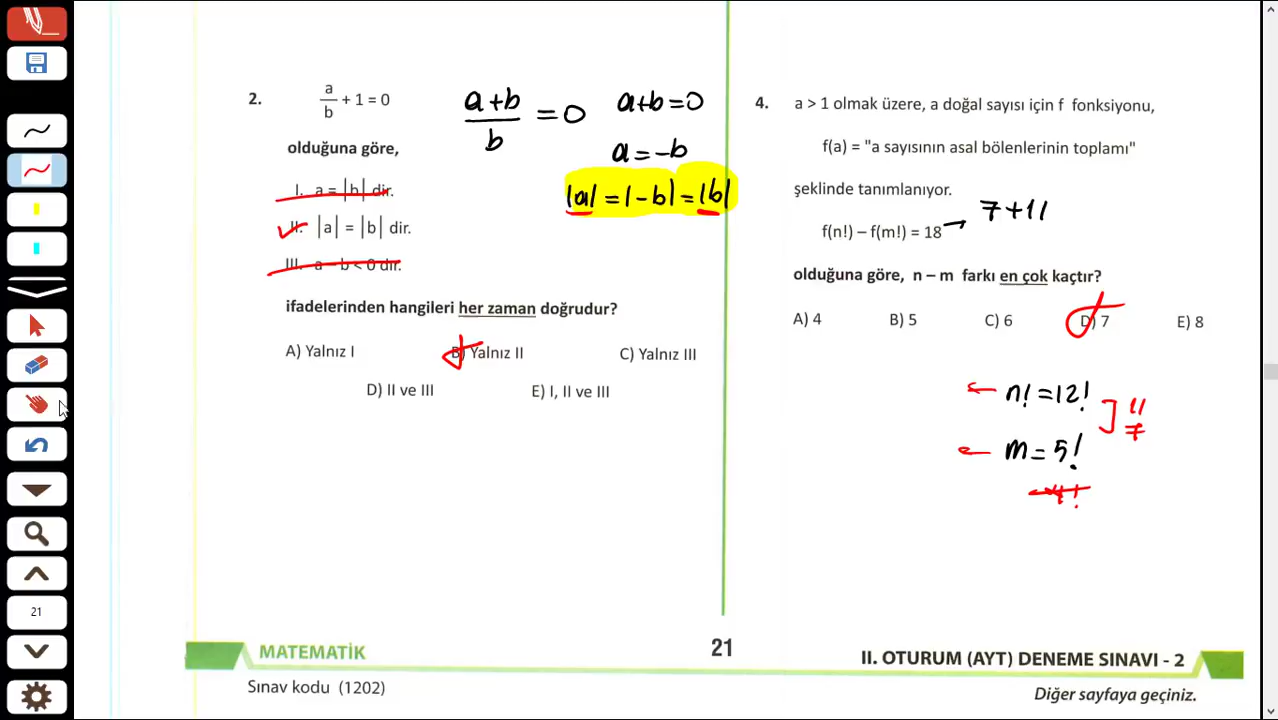 2.
a/b + 1 = 0
olduğuna göre,
I. a = |b| dir.
II. |a| = |b| dir.
III. a – b < 0 dır.
ifadelerinden hangileri her zaman doğrudur?
A) Yalnız I
B) Yalnız II
C) Yalnız III
D) II ve III
E) I, II ve III
a+b/b = 0
a+b=0
a=-b
|a|=|-b|=|b|
4. a > 1 olmak üzere, a doğal sayısı için f fonksiyonu,
f(a) = "a sayısının asal bölenlerinin toplamı"
şeklinde tanımlanıyor.
f(n!) – f(m!) = 18 → 7+11
olduğuna göre, n – m farkı en çok kaçtır?
A) 4
B) 5
C) 6
D) 7
E) 8
← n! = 12!
← m = 5!
] 11
7
4!
21
MATEMATİK
21
II. OTURUM (AYT) DENEME SINAVI - 2
Sınav kodu (1202)
Diğer sayfaya geçiniz.